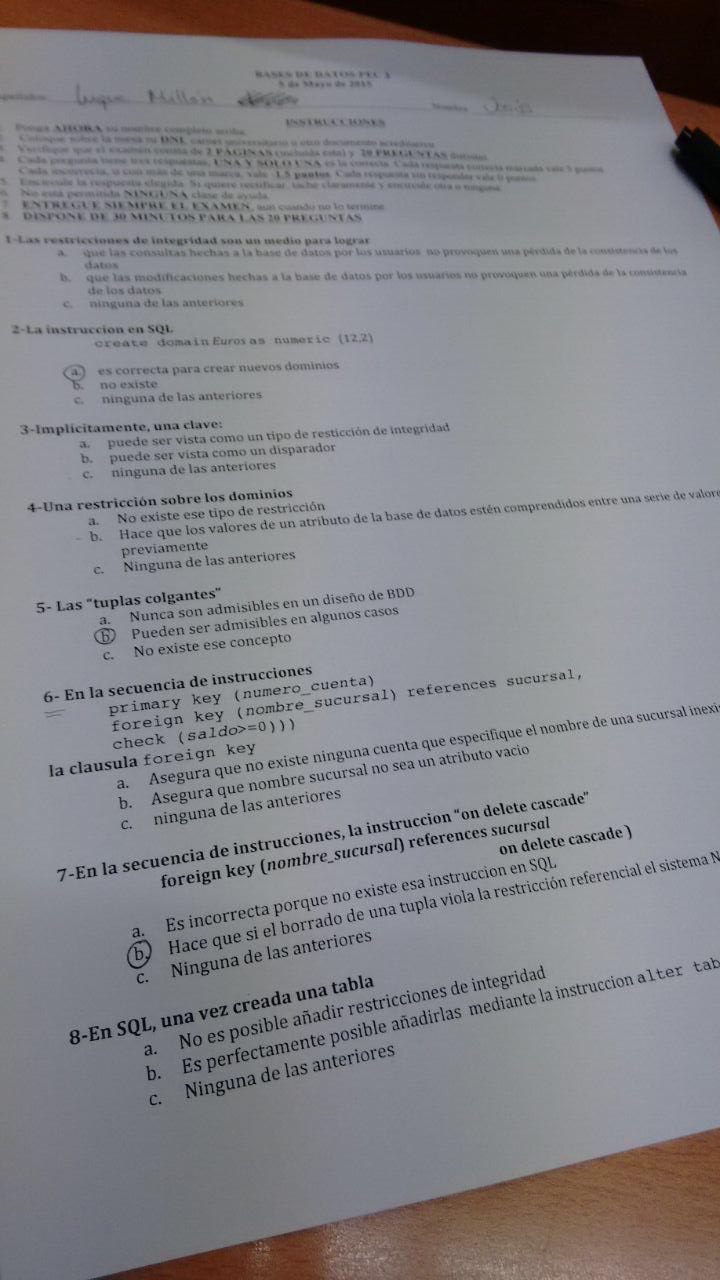 BASES DE DATOS PEC 1
5 de Mayo de 2015
Luque Millán
Nombre Jesús
INSTRUCCIONES
Ponga AHORA su nombre completo arriba
Coloque sobre la mesa su DNI, carnet universitario u otro documento acreditativo
Verifique que el examen consta de 2 PÁGINAS (incluida esta) y 20 PREGUNTAS distintas
4. Cada pregunta tiene tres respuestas, UNA Y SOLO UNA es la correcta. Cada respuesta correcta marcada vale 5 puntos
Cada incorrecta, o con más de una marca, vale -1.5 puntos. Cada respuesta sin responder vale 0 puntos
5. Encircule la respuesta elegida. Si quiere rectificar, tache claramente y encircule otra o ninguna
6. No está permitida NINGUNA clase de ayuda
7. ENTREGUE SIEMPRE EL EXAMEN, aun cuando no lo termine
8. DISPONE DE 30 MINUTOS PARA LAS 20 PREGUNTAS
1-Las restricciones de integridad son un medio para lograr
a. que las consultas hechas a la base de datos por los usuarios no provoquen una pérdida de la consistencia de los
datos
b. que las modificaciones hechas a la base de datos por los usuarios no provoquen una pérdida de la consistencia
de los datos
c. ninguna de las anteriores
2-La instruccion en SQL
create domain Euros as numeric (12,2)
a. es correcta para crear nuevos dominios
b. no existe
c. ninguna de las anteriores
3-Implícitamente, una clave:
a. puede ser vista como un tipo de resticción de integridad
b. puede ser vista como un disparador
c. ninguna de las anteriores
4-Una restricción sobre los dominios
a. No existe ese tipo de restricción
b. Hace que los valores de un atributo de la base de datos estén comprendidos entre una serie de valore
previamente
c. Ninguna de las anteriores
5- Las "tuplas colgantes"
a. Nunca son admisibles en un diseño de BDD
b. Pueden ser admisibles en algunos casos
c. No existe ese concepto
6- En la secuencia de instrucciones
primary key (numero_cuenta)
foreign key (nombre_sucursal) references sucursal,
check (saldo>=0)))
la clausula foreign key
a. Asegura que no existe ninguna cuenta que especifique el nombre de una sucursal inexi
b. Asegura que nombre sucursal no sea un atributo vacio
c. ninguna de las anteriores
7-En la secuencia de instrucciones, la instruccion "on delete cascade"
foreign key (nombre_sucursal) references sucursal
on delete cascade )
a. Es incorrecta porque no existe esa instruccion en SQL
b. Hace que si el borrado de una tupla viola la restricción referencial el sistema N
c. Ninguna de las anteriores
8-En SQL, una vez creada una tabla
a. No es posible añadir restricciones de integridad
b. Es perfectamente posible añadirlas mediante la instruccion alter tab
c. Ninguna de las anteriores